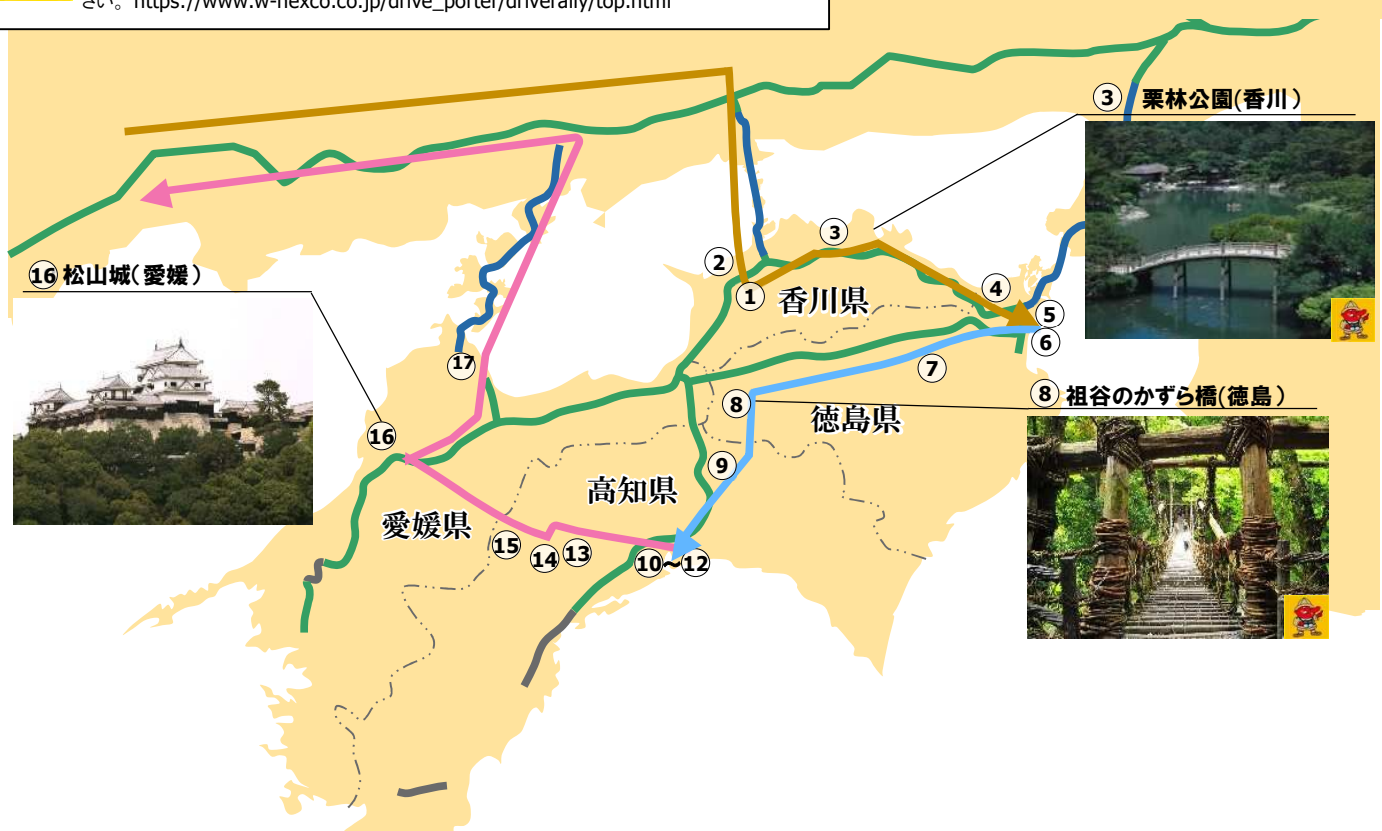 さい。https://www.w-nexco.co.jp/drive_porter/driverally/top.html
③ 栗林公園(香川)
③
②
①
香川県
④
⑤
⑥
⑦
⑯ 松山城(愛媛)
⑰
⑧ 祖谷のかずら橋(徳島)
⑧
徳島県
⑯
⑨
高知県
愛媛県
⑮
⑭
⑬
⑩~⑫